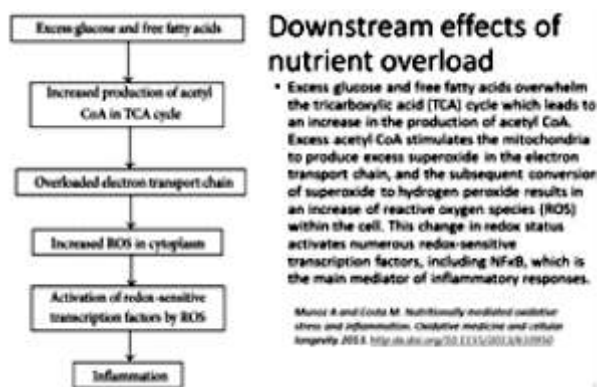 Excess glucose and free fatty acids
Increased production of acetyl
CoA in TCA cycle
Overloaded electron transport chain
Increased ROS in cytoplasm
Activation of redox-sensitive
transcription factors by ROS
Inflammation
Downstream effects of
nutrient overload
• Excess glucose and free fatty acids overwhelm
the tricarboxylic acid (TCA) cycle which leads to
an increase in the production of acetyl CoA.
Excess acetyl CoA stimulates the mitochondria
to produce excess superoxide in the electron
transport chain, and the subsequent conversion
of superoxide to hydrogen peroxide results in
an increase of reactive oxygen species (ROS)
within the cell. This change in redox status
activates numerous redox-sensitive
transcription factors, including NFκB, which is
the main mediator of inflammatory responses.
Munoz A and Costa M. Nutritionally mediated oxidative
stress and inflammation. Oxidative medicine and cellular
longevity 2013.